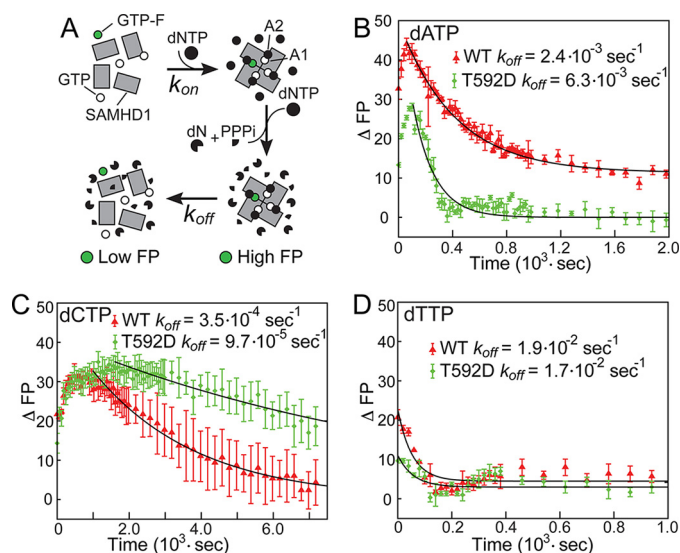 A
GTP-F
GTP
SAMHD1
dNTP
kon
A2
A1
dNTP
dN + PPPi
koff
Low FP
High FP
B
dATP
WT koff = 2.4·10⁻³ sec⁻¹
T592D koff = 6.3·10⁻³ sec⁻¹
Δ FP
50
40
30
20
10
0
0 0.4 0.8 1.2 1.6 2.0
Time (10³· sec)
C
dCTP
WT koff = 3.5·10⁻⁴ sec⁻¹
T592D koff = 9.7·10⁻⁵ sec⁻¹
Δ FP
50
40
30
20
10
0
0 2.0 4.0 6.0
Time (10³· sec)
D
dTTP
WT koff = 1.9·10⁻² sec⁻¹
T592D koff = 1.7·10⁻² sec⁻¹
Δ FP
50
40
30
20
10
0
0 0.2 0.4 0.6 0.8 1.0
Time (10³· sec)